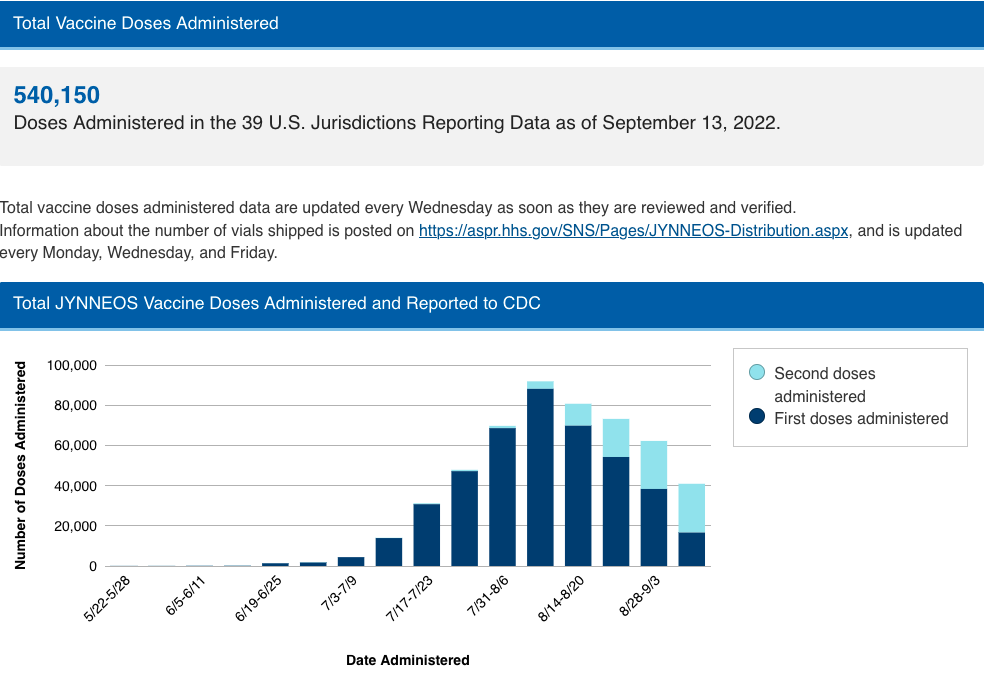 Total Vaccine Doses Administered
540,150
Doses Administered in the 39 U.S. Jurisdictions Reporting Data as of September 13, 2022.
Total vaccine doses administered data are updated every Wednesday as soon as they are reviewed and verified.
Information about the number of vials shipped is posted on https://aspr.hhs.gov/SNS/Pages/JYNNEOS-Distribution.aspx, and is updated
every Monday, Wednesday, and Friday.
Total JYNNEOS Vaccine Doses Administered and Reported to CDC
Number of Doses Administered
100,000
80,000
60,000
40,000
20,000
0
5/22-5/28
6/5-6/11
6/19-6/25
7/3-7/9
7/17-7/23
7/31-8/6
8/14-8/20
8/28-9/3
Date Administered
Second doses
administered
First doses administered